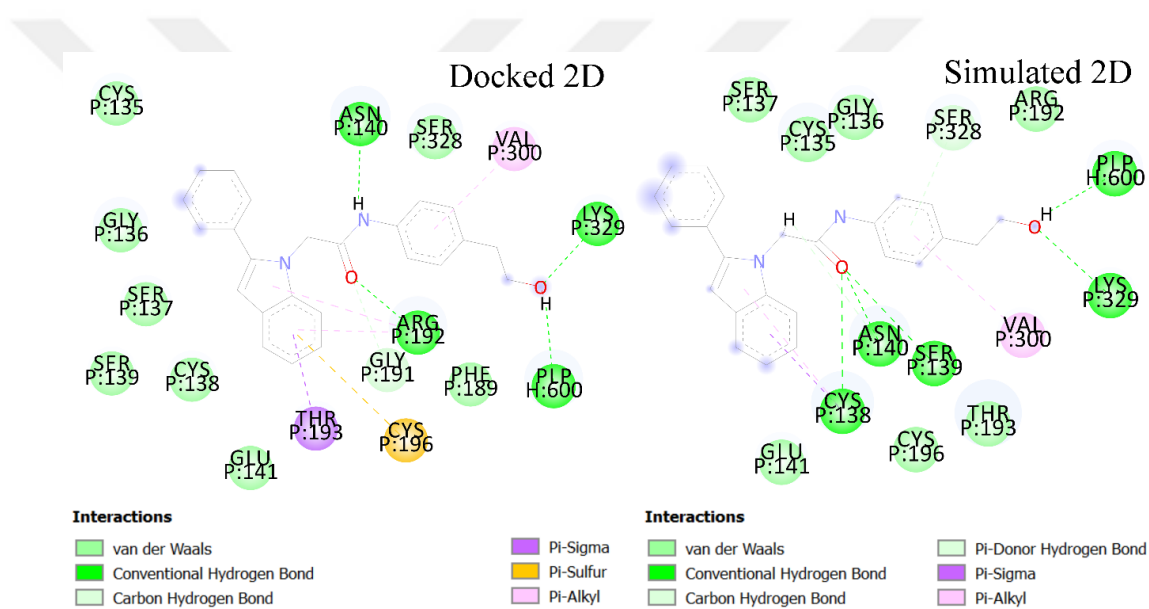 Docked 2D
CYS
P:135
ASN
P:140
SER
P:328
VAL
P:300
H
N
LYS
P:329
GLY
P:136
N
O
O
H
SER
P:137
ARG
P:192
SER
P:139
CYS
P:138
GLY
P:191
PHE
P:189
PLP
H:600
THR
P:193
CYS
P:196
GLU
P:141
Interactions
van der Waals
Conventional Hydrogen Bond
Carbon Hydrogen Bond
Pi-Sigma
Pi-Sulfur
Pi-Alkyl
Simulated 2D
SER
P:137
CYS
P:135
GLY
P:136
SER
P:328
ARG
P:192
PLP
H:600
H
N
H
O
N
O
LYS
P:329
VAL
P:300
ASN
P:140
SER
P:139
CYS
P:138
THR
P:193
CYS
P:196
GLU
P:141
Interactions
van der Waals
Conventional Hydrogen Bond
Carbon Hydrogen Bond
Pi-Donor Hydrogen Bond
Pi-Sigma
Pi-Alkyl